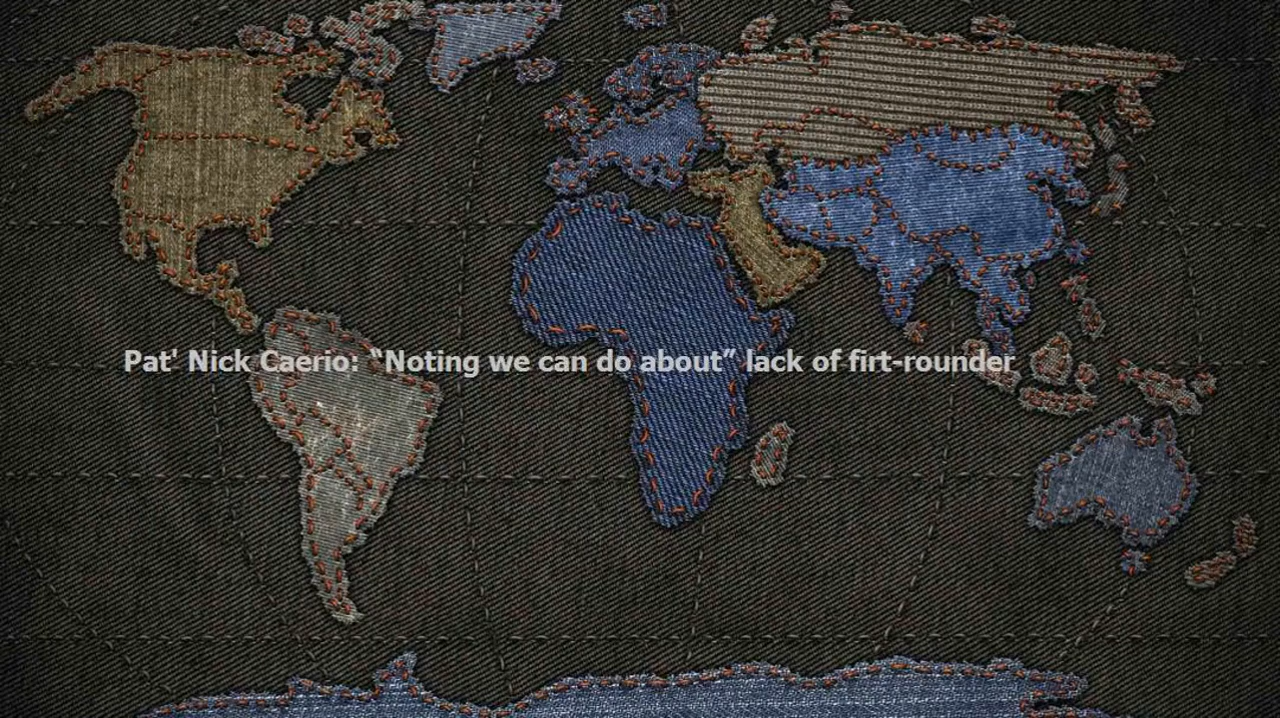 Pat' Nick Caerio: “Noting we can do about” lack of firt-rounder